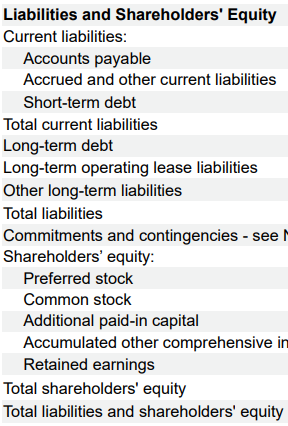 Liabilities and Shareholders' Equity
Current liabilities:
Accounts payable
Accrued and other current liabilities
Short-term debt
Total current liabilities
Long-term debt
Long-term operating lease liabilities
Other long-term liabilities
Total liabilities
Commitments and contingencies - see
Shareholders’ equity:
Preferred stock
Common stock
Additional paid-in capital
Accumulated other comprehensive
Retained earnings
Total shareholders' equity
Total liabilities and shareholders' equity